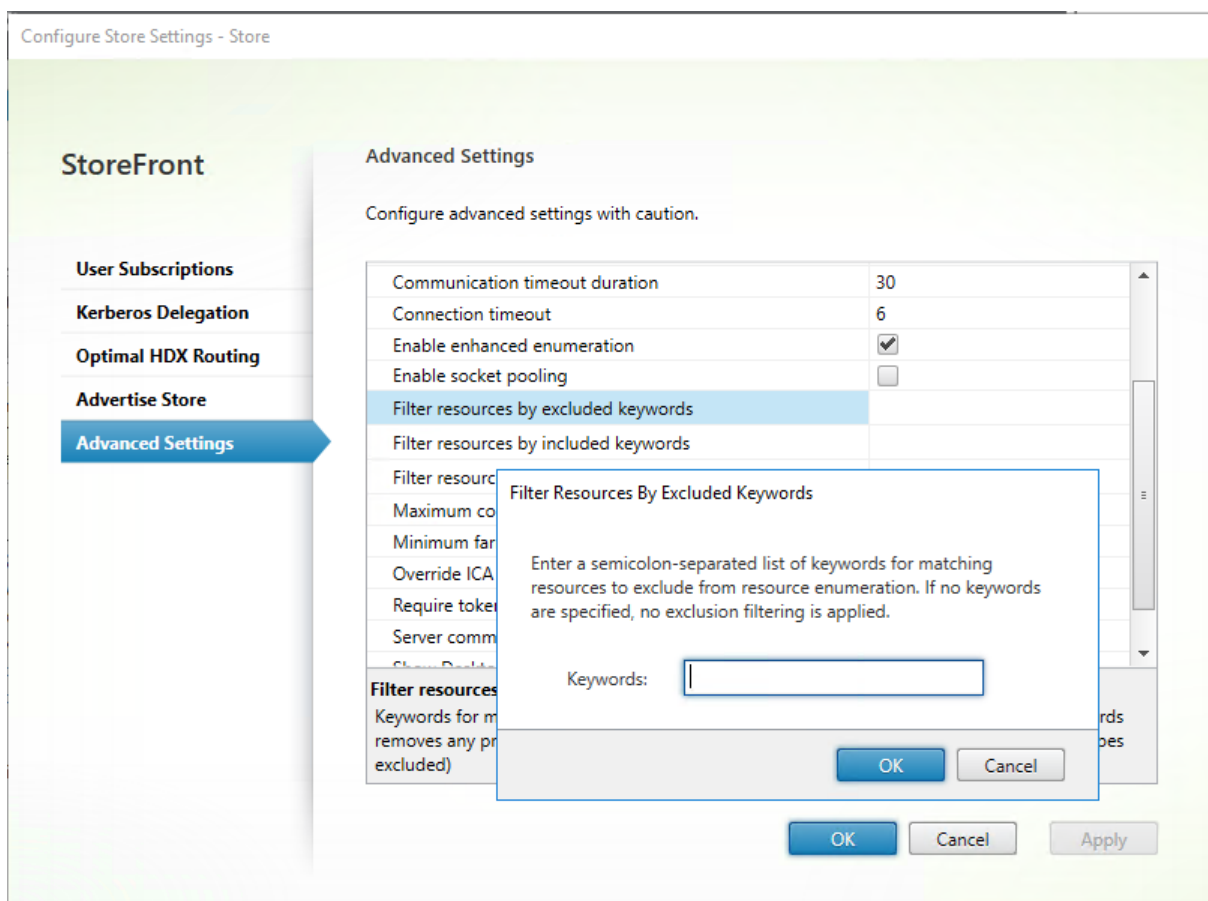 Configure Store Settings - Store
StoreFront
User Subscriptions
Kerberos Delegation
Optimal HDX Routing
Advertise Store
Advanced Settings
Advanced Settings
Configure advanced settings with caution.
Communication timeout duration 30
Connection timeout 6
Enable enhanced enumeration
Enable socket pooling
Filter resources by excluded keywords
Filter resources by included keywords
Filter resourc
Maximum co
Minimum far
Override ICA
Require token
Server comm
Filter resources
Keywords for m rds
removes any pr pes
excluded)
Filter Resources By Excluded Keywords
Enter a semicolon-separated list of keywords for matching
resources to exclude from resource enumeration. If no keywords
are specified, no exclusion filtering is applied.
Keywords:
OK Cancel
OK Cancel Apply